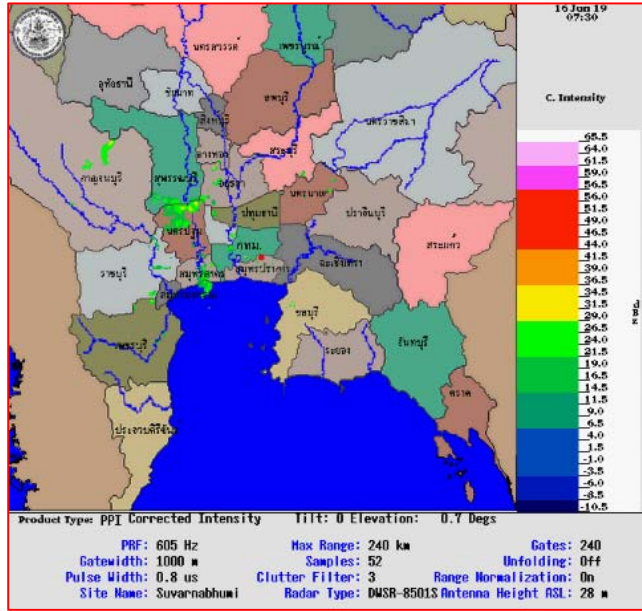 16 Jun 19
07:30
C. Intensity
นครสวรรค์
เพชรบูรณ์
อุทัยธานี
ชัยนาท
ลพบุรี
สิงห์บุรี
นครราชสีมา
อ่างทอง
สระบุรี
กาญจนบุรี
สุพรรณบุรี
อยุธยา
นครนายก
ปราจีนบุรี
ปทุมธานี
นครปฐม
กทม.
สระแก้ว
ราชบุรี
สมุทรสาคร
สมุทรปราการ
ฉะเชิงเทรา
ชลบุรี
เพชรบุรี
ระยอง
จันทบุรี
ตราด
ประจวบคีรีขันธ์
65.5
64.0
61.5
59.0
56.5
54.0
51.5
49.0
46.5
44.0
41.5
39.0
36.5
34.0
31.5
29.0
26.5
24.0
21.5
19.0
16.5
14.0
11.5
9.0
6.5
4.0
1.5
-1.0
-3.5
-6.0
-8.5
-10.5
Product Type: PPI Corrected Intensity Tilt: 0 Elevation: 0.7 Degs
PRF: 605 Hz Max Range: 240 km Gates: 240
Gatewidth: 1000 m Samples: 52 Unfolding: Off
Pulse Width: 0.8 us Clutter Filter: 3 Range Normalization: On
Site Name: Suvarnabhumi Radar Type: DWSR-8501S Antenna Height ASL: 28 m